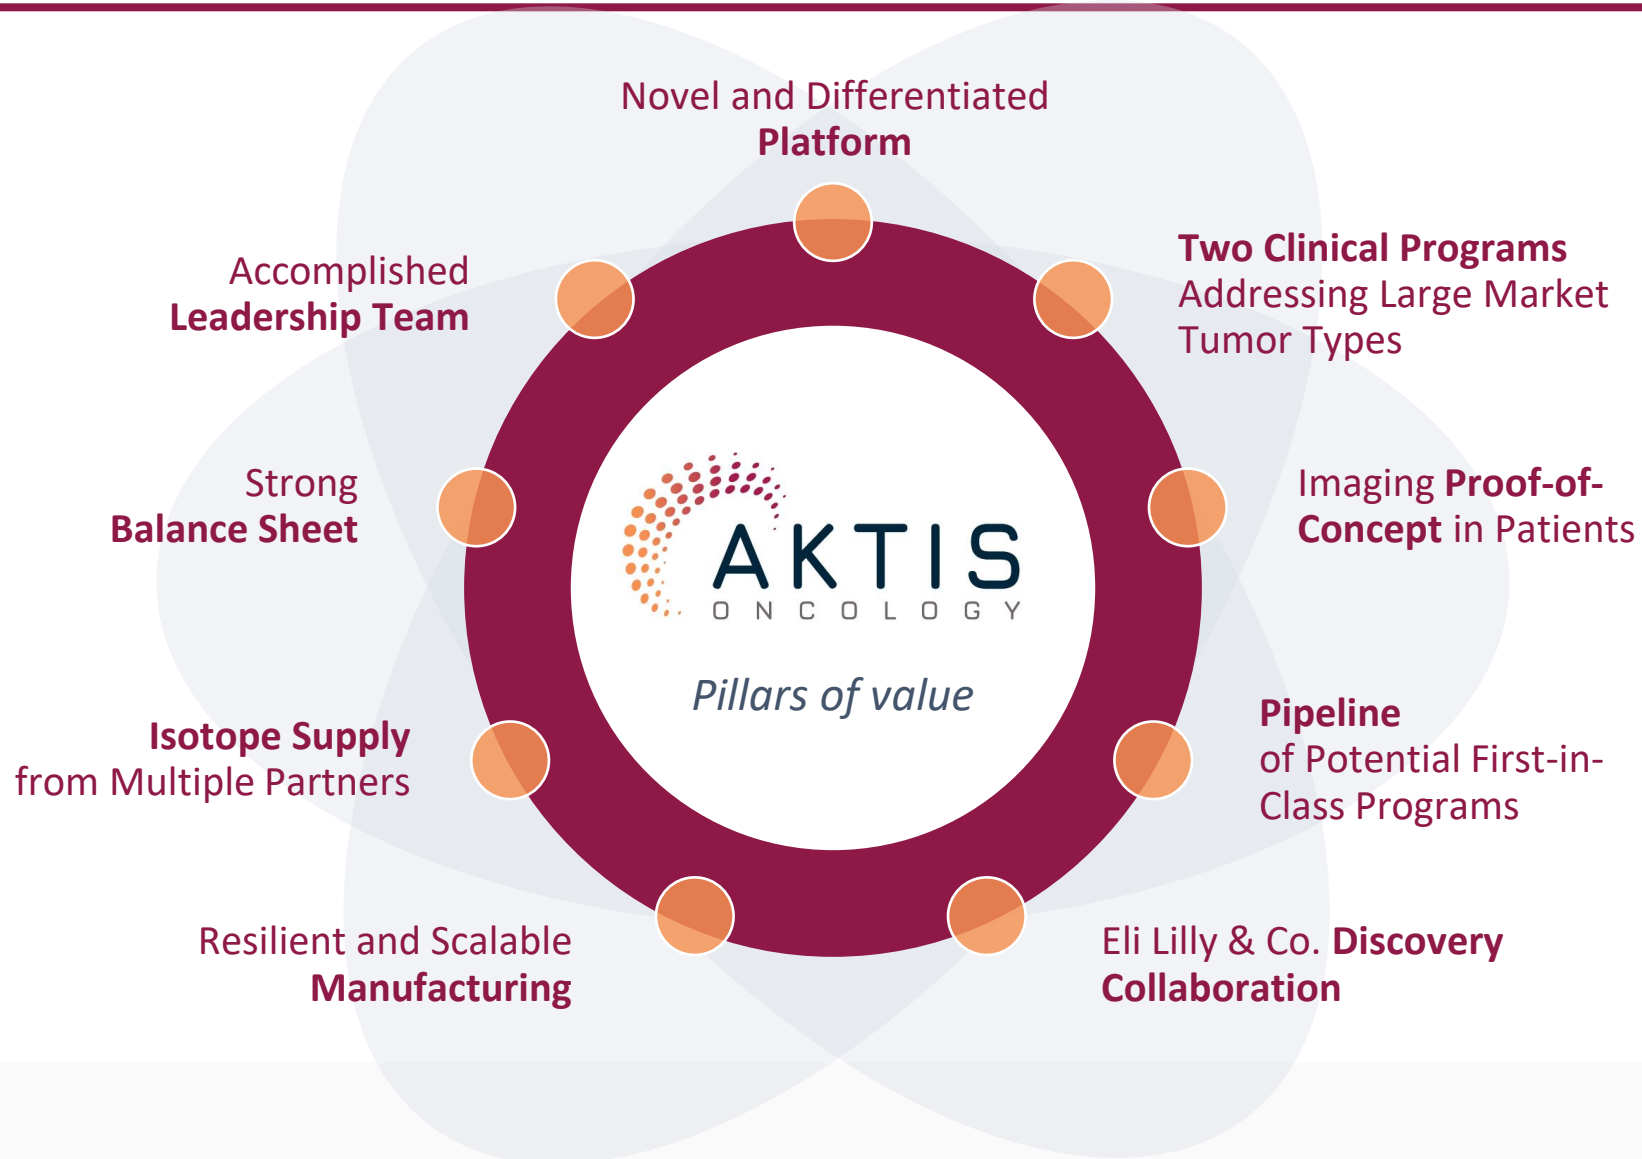 Novel and Differentiated
Platform
Two Clinical Programs
Addressing Large Market
Tumor Types
Imaging Proof-of-
Concept in Patients
Pipeline
of Potential First-in-
Class Programs
Eli Lilly & Co. Discovery
Collaboration
Resilient and Scalable
Manufacturing
Isotope Supply
from Multiple Partners
Strong
Balance Sheet
Accomplished
Leadership Team
AKTIS
ONCOLOGY
Pillars of value